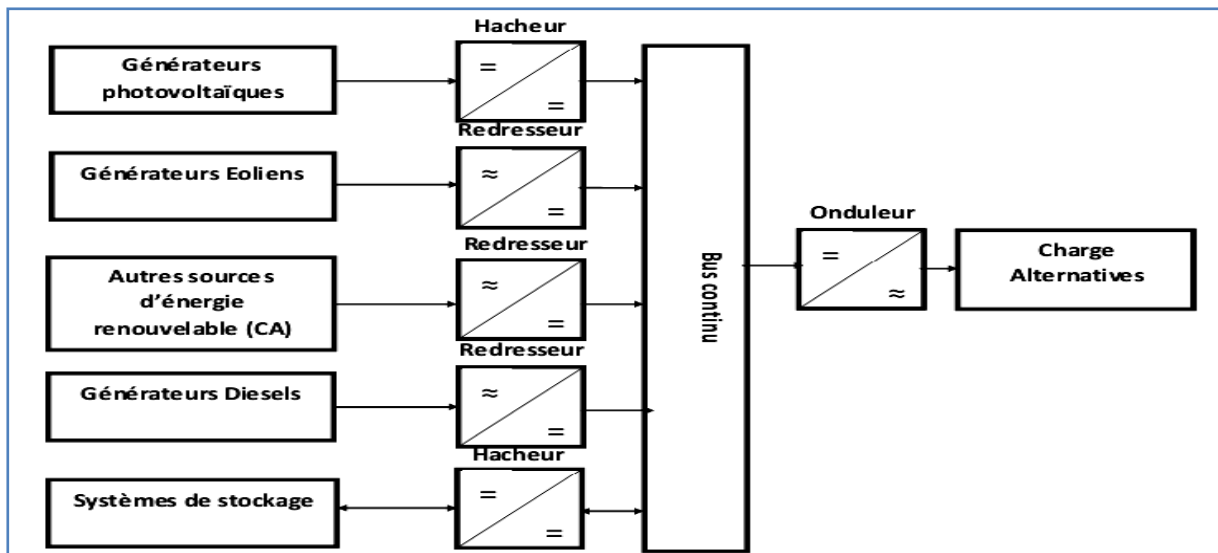 Hacheur
Générateurs
photovoltaïques
=
=
Redresseur
Générateurs Eoliens
≈
=
Onduleur
=
≈
Charge
Alternatives
Redresseur
Autres sources
d’énergie
renouvelable (CA)
≈
=
Bus continu
Redresseur
Générateurs Diesels
≈
=
Hacheur
Systèmes de stockage
=
=